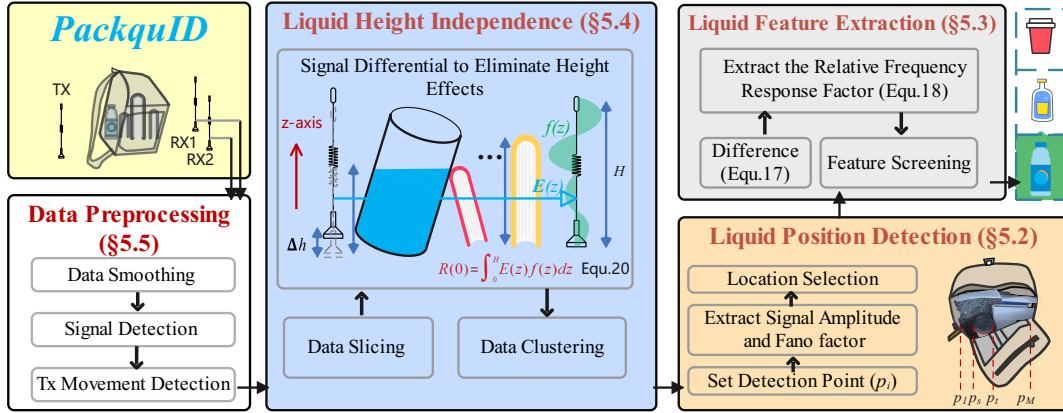 PackquID
TX
RX1
RX2
Data Preprocessing
(§5.5)
Data Smoothing
Signal Detection
Tx Movement Detection
Liquid Height Independence (§5.4)
Signal Differential to Eliminate Height
Effects
z-axis
f(z)
H
E(z)
Δh
R(0)=∫₀ᴴE(z)f(z)dz
Equ.20
Data Slicing
Data Clustering
Liquid Feature Extraction (§5.3)
Extract the Relative Frequency
Response Factor (Equ.18)
Difference
(Equ.17)
Feature Screening
Liquid Position Detection (§5.2)
Location Selection
Extract Signal Amplitude
and Fano factor
Set Detection Point (pᵢ)
p₁ pₛ pₜ p_M